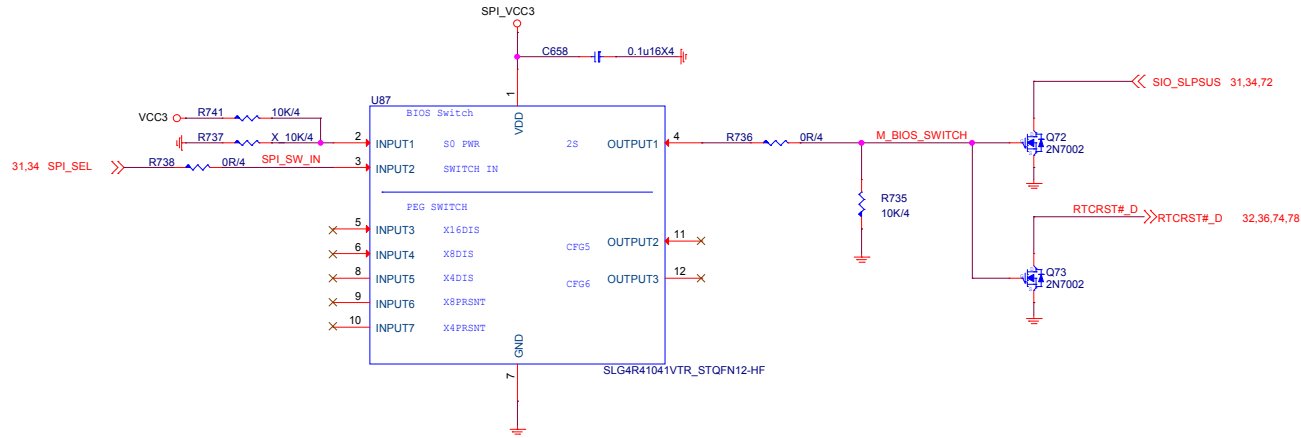 SPI_VCC3
C658 0.1u16X4
SIO_SLPSUS 31,34,72
U87
1
BIOS Switch
VDD
VCC3 R741 10K/4
R737 X_10K/4
2 INPUT1 S0 PWR 2S OUTPUT1 4
R736 0R/4
M_BIOS_SWITCH
Q72
2N7002
31,34 SPI_SEL R738 0R/4 SPI_SW_IN
3 INPUT2 SWITCH IN
R735
10K/4
PEG SWITCH
5 INPUT3 X16DIS
RTCRST#_D
RTCRST#_D 32,36,74,78
6 INPUT4 X8DIS
CFG5 OUTPUT2 11
8 INPUT5 X4DIS
CFG6 OUTPUT3 12
Q73
2N7002
9 INPUT6 X8PRSNT
10 INPUT7 X4PRSNT
GND
7
SLG4R41041VTR_STQFN12-HF